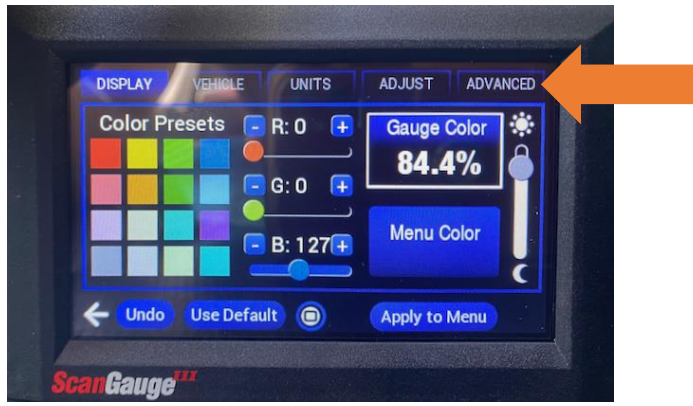 DISPLAY VEHICLE UNITS ADJUST ADVANCED
Color Presets - R: 0 + Gauge Color
84.4%
- G: 0 +
- B: 127 + Menu Color
Undo Use Default Apply to Menu
ScanGauge III